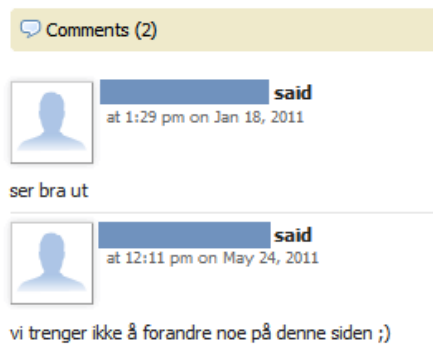 Comments (2)
said
at 1:29 pm on Jan 18, 2011
ser bra ut
said
at 12:11 pm on May 24, 2011
vi trenger ikke å forandre noe på denne siden ;)